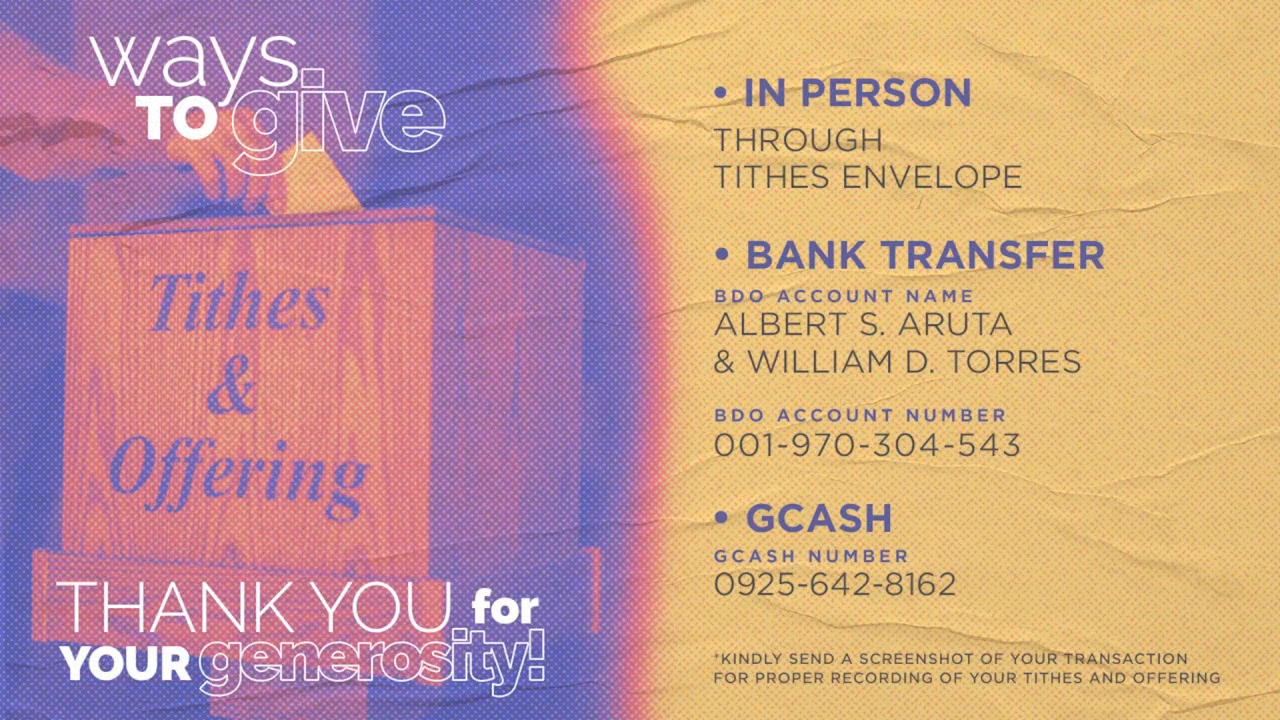 ways
TO give
Tithes
&
Offering
THANK YOU for
YOUR generosity!
• IN PERSON
THROUGH
TITHES ENVELOPE
• BANK TRANSFER
BDO ACCOUNT NAME
ALBERT S. ARUTA
& WILLIAM D. TORRES
BDO ACCOUNT NUMBER
001-970-304-543
• GCASH
GCASH NUMBER
0925-642-8162
*KINDLY SEND A SCREENSHOT OF YOUR TRANSACTION
FOR PROPER RECORDING OF YOUR TITHES AND OFFERING